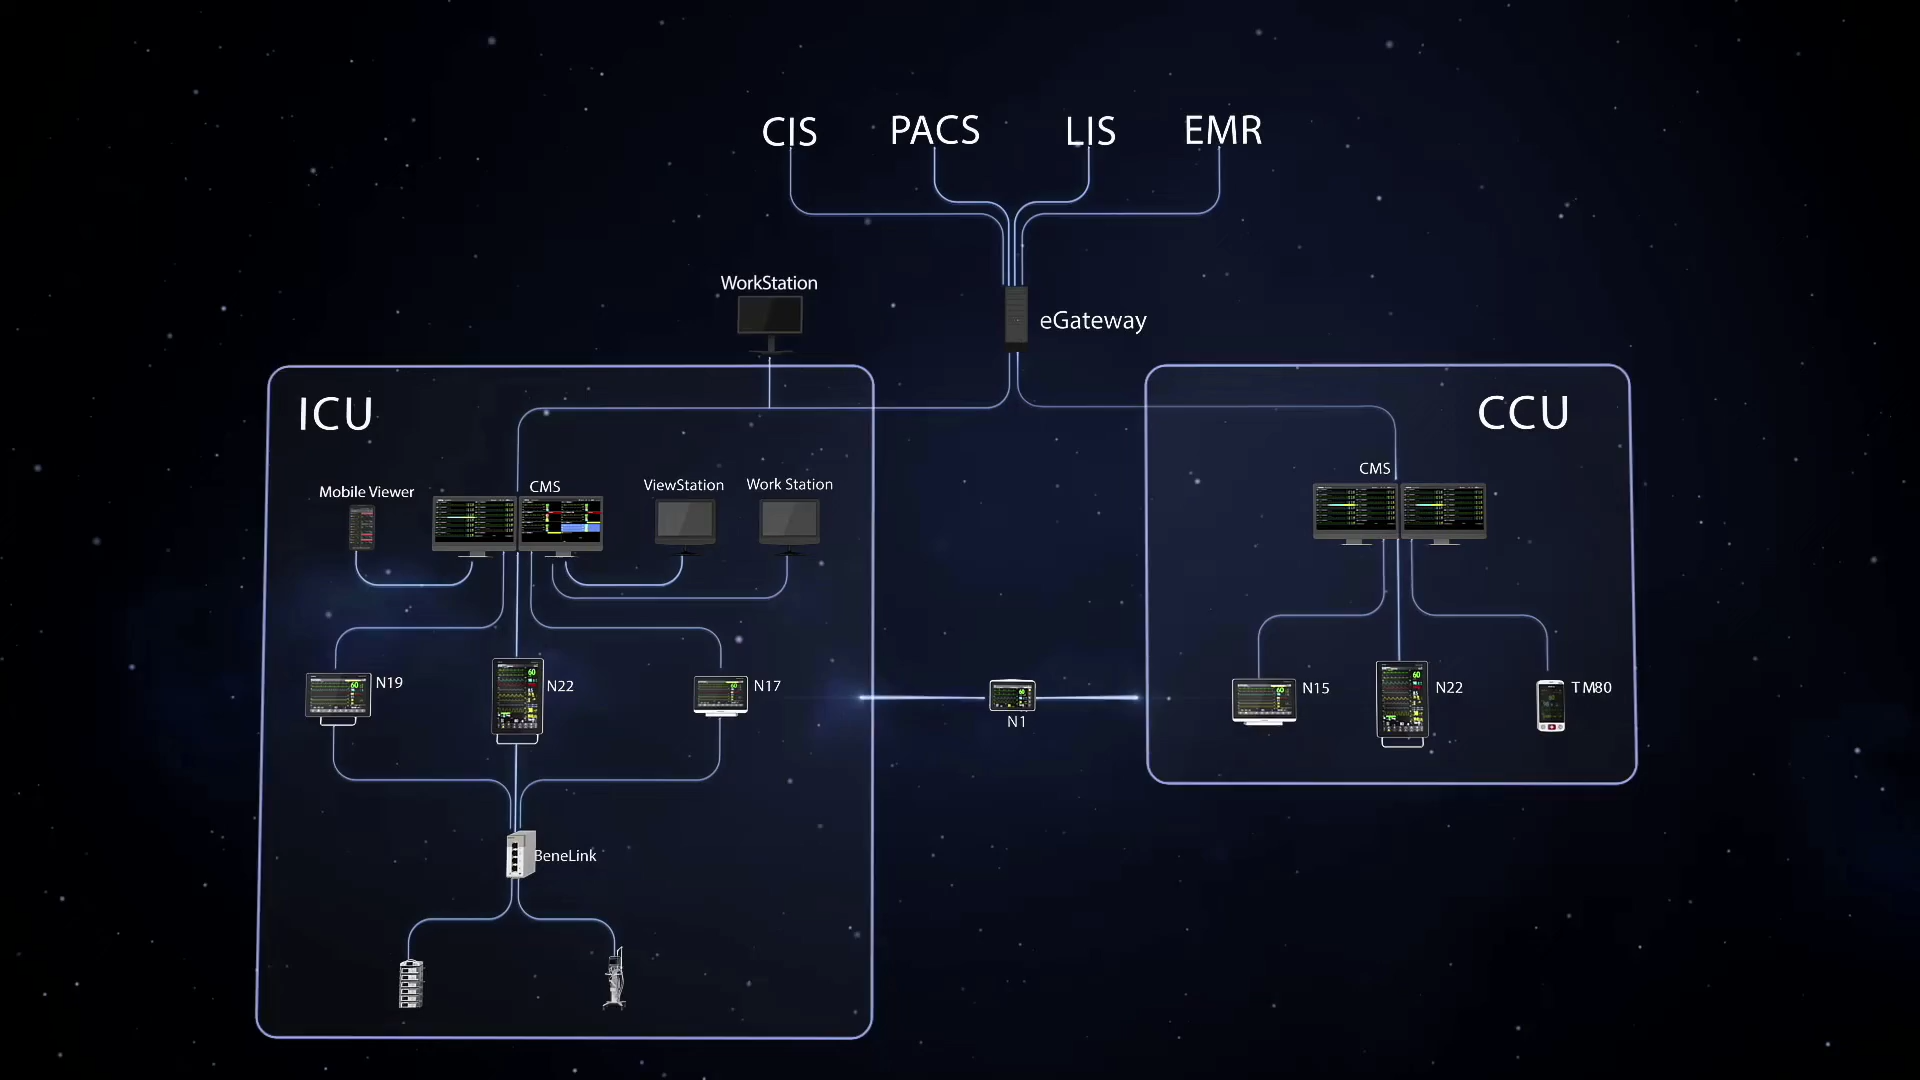 CIS
PACS
LIS
EMR
WorkStation
eGateway
ICU
CCU
CMS
Mobile Viewer
CMS
ViewStation
Work Station
N19
N22
N17
N1
N15
N22
TM80
BeneLink